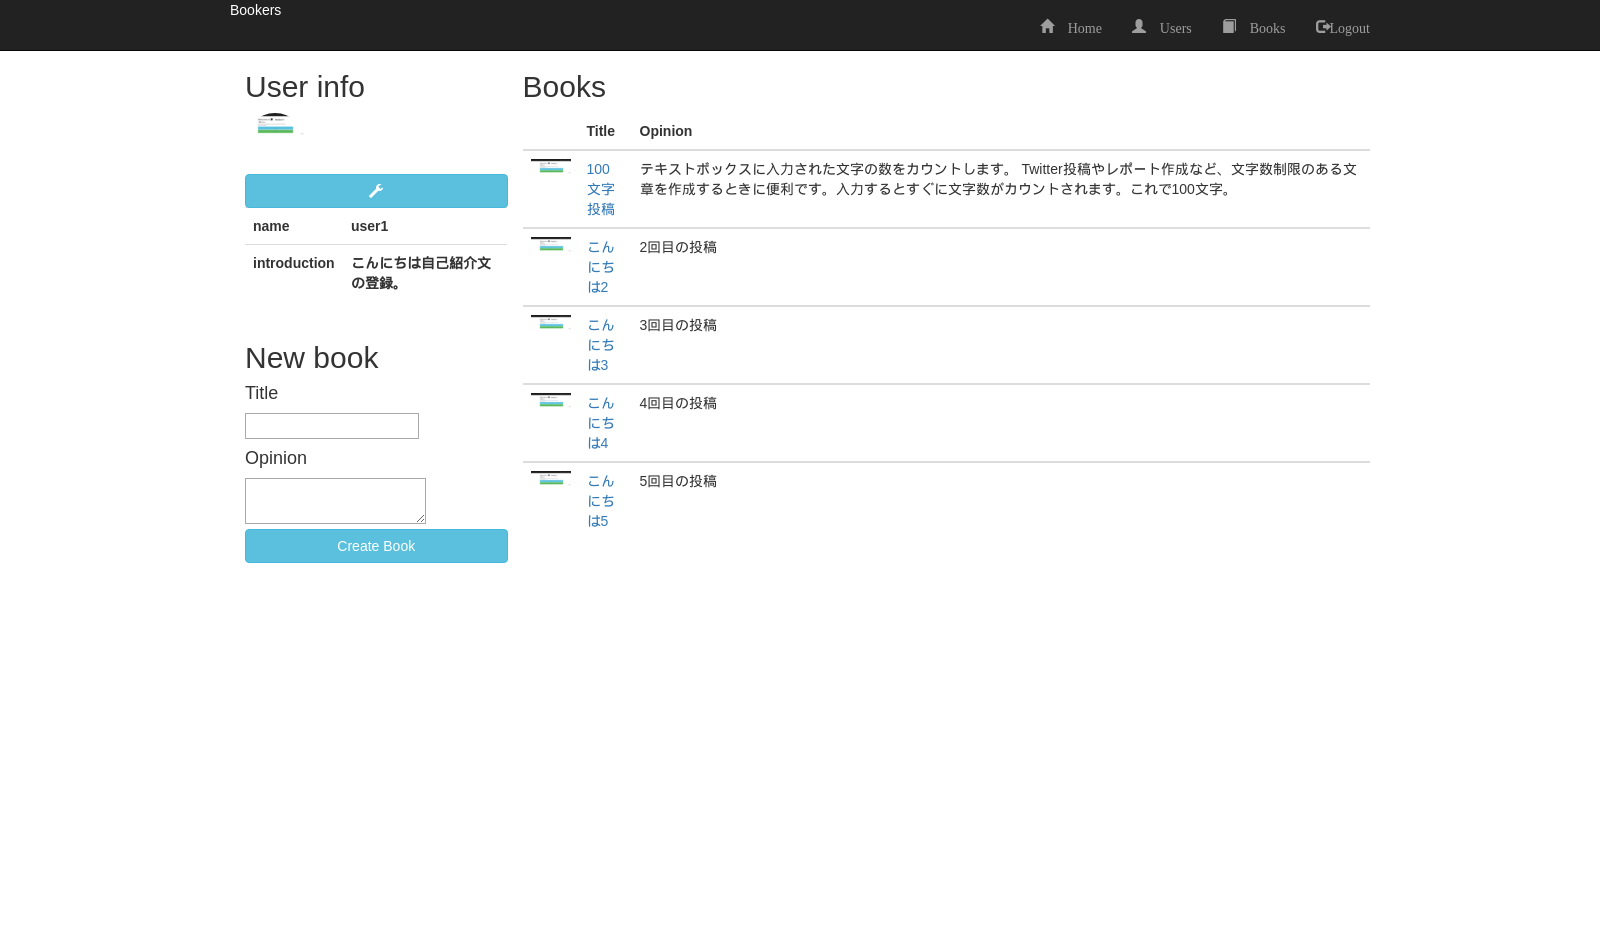 Bookers
Home Users Books Logout
User info
name user1
introduction こんにちは自己紹介文
の登録。
New book
Title
Opinion
Create Book
Books
Title Opinion
100
文字
投稿
テキストボックスに入力された文字の数をカウントします。 Twitter投稿やレポート作成など、文字数制限のある文
章を作成するときに便利です。入力するとすぐに文字数がカウントされます。これで100文字。
こん
にち
は2
2回目の投稿
こん
にち
は3
3回目の投稿
こん
にち
は4
4回目の投稿
こん
にち
は5
5回目の投稿